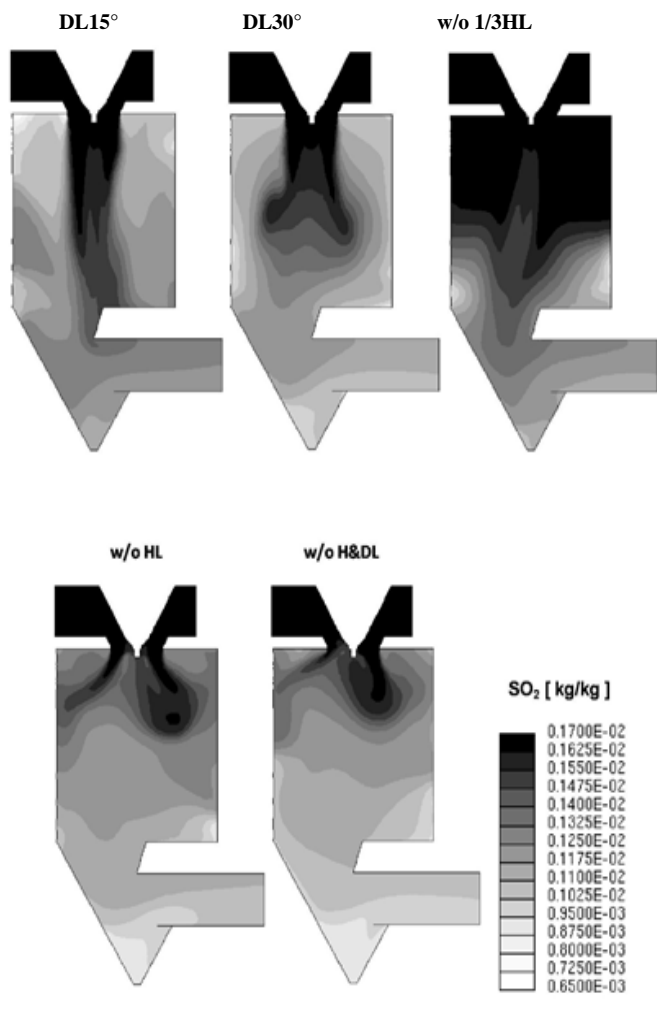 DL15° DL30° w/o 1/3HL
w/o HL w/o H&DL
SO₂ [ kg/kg ]
0.1700E-02
0.1625E-02
0.1550E-02
0.1475E-02
0.1400E-02
0.1325E-02
0.1250E-02
0.1175E-02
0.1100E-02
0.1025E-02
0.9500E-03
0.8750E-03
0.8000E-03
0.7250E-03
0.6500E-03